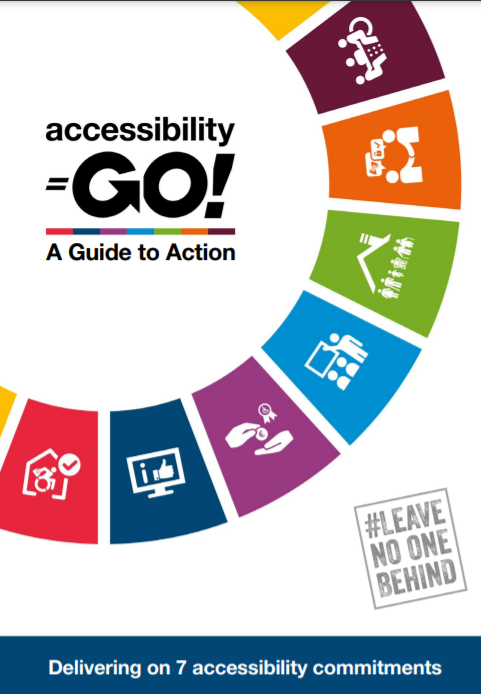 accessibility
=GO!
A Guide to Action
#LEAVE
NO ONE
BEHIND
Delivering on 7 accessibility commitments